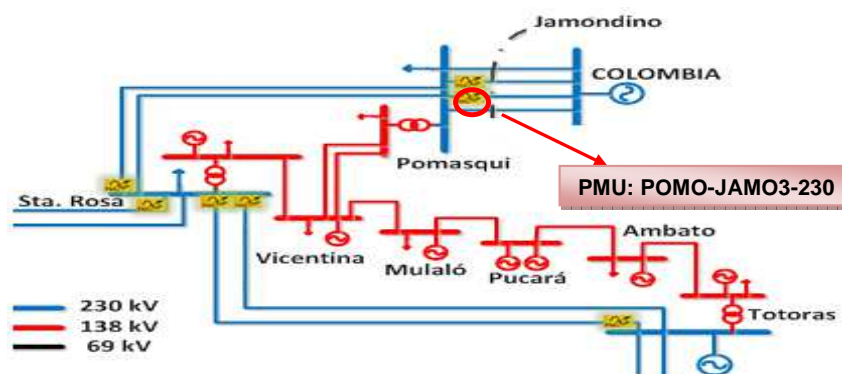 Jamondino
COLOMBIA
Pomasqui
PMU: POMO-JAMO3-230
Sta. Rosa
Vicentina
Mulaló
Pucará
Ambato
Totoras
230 kV
138 kV
69 kV